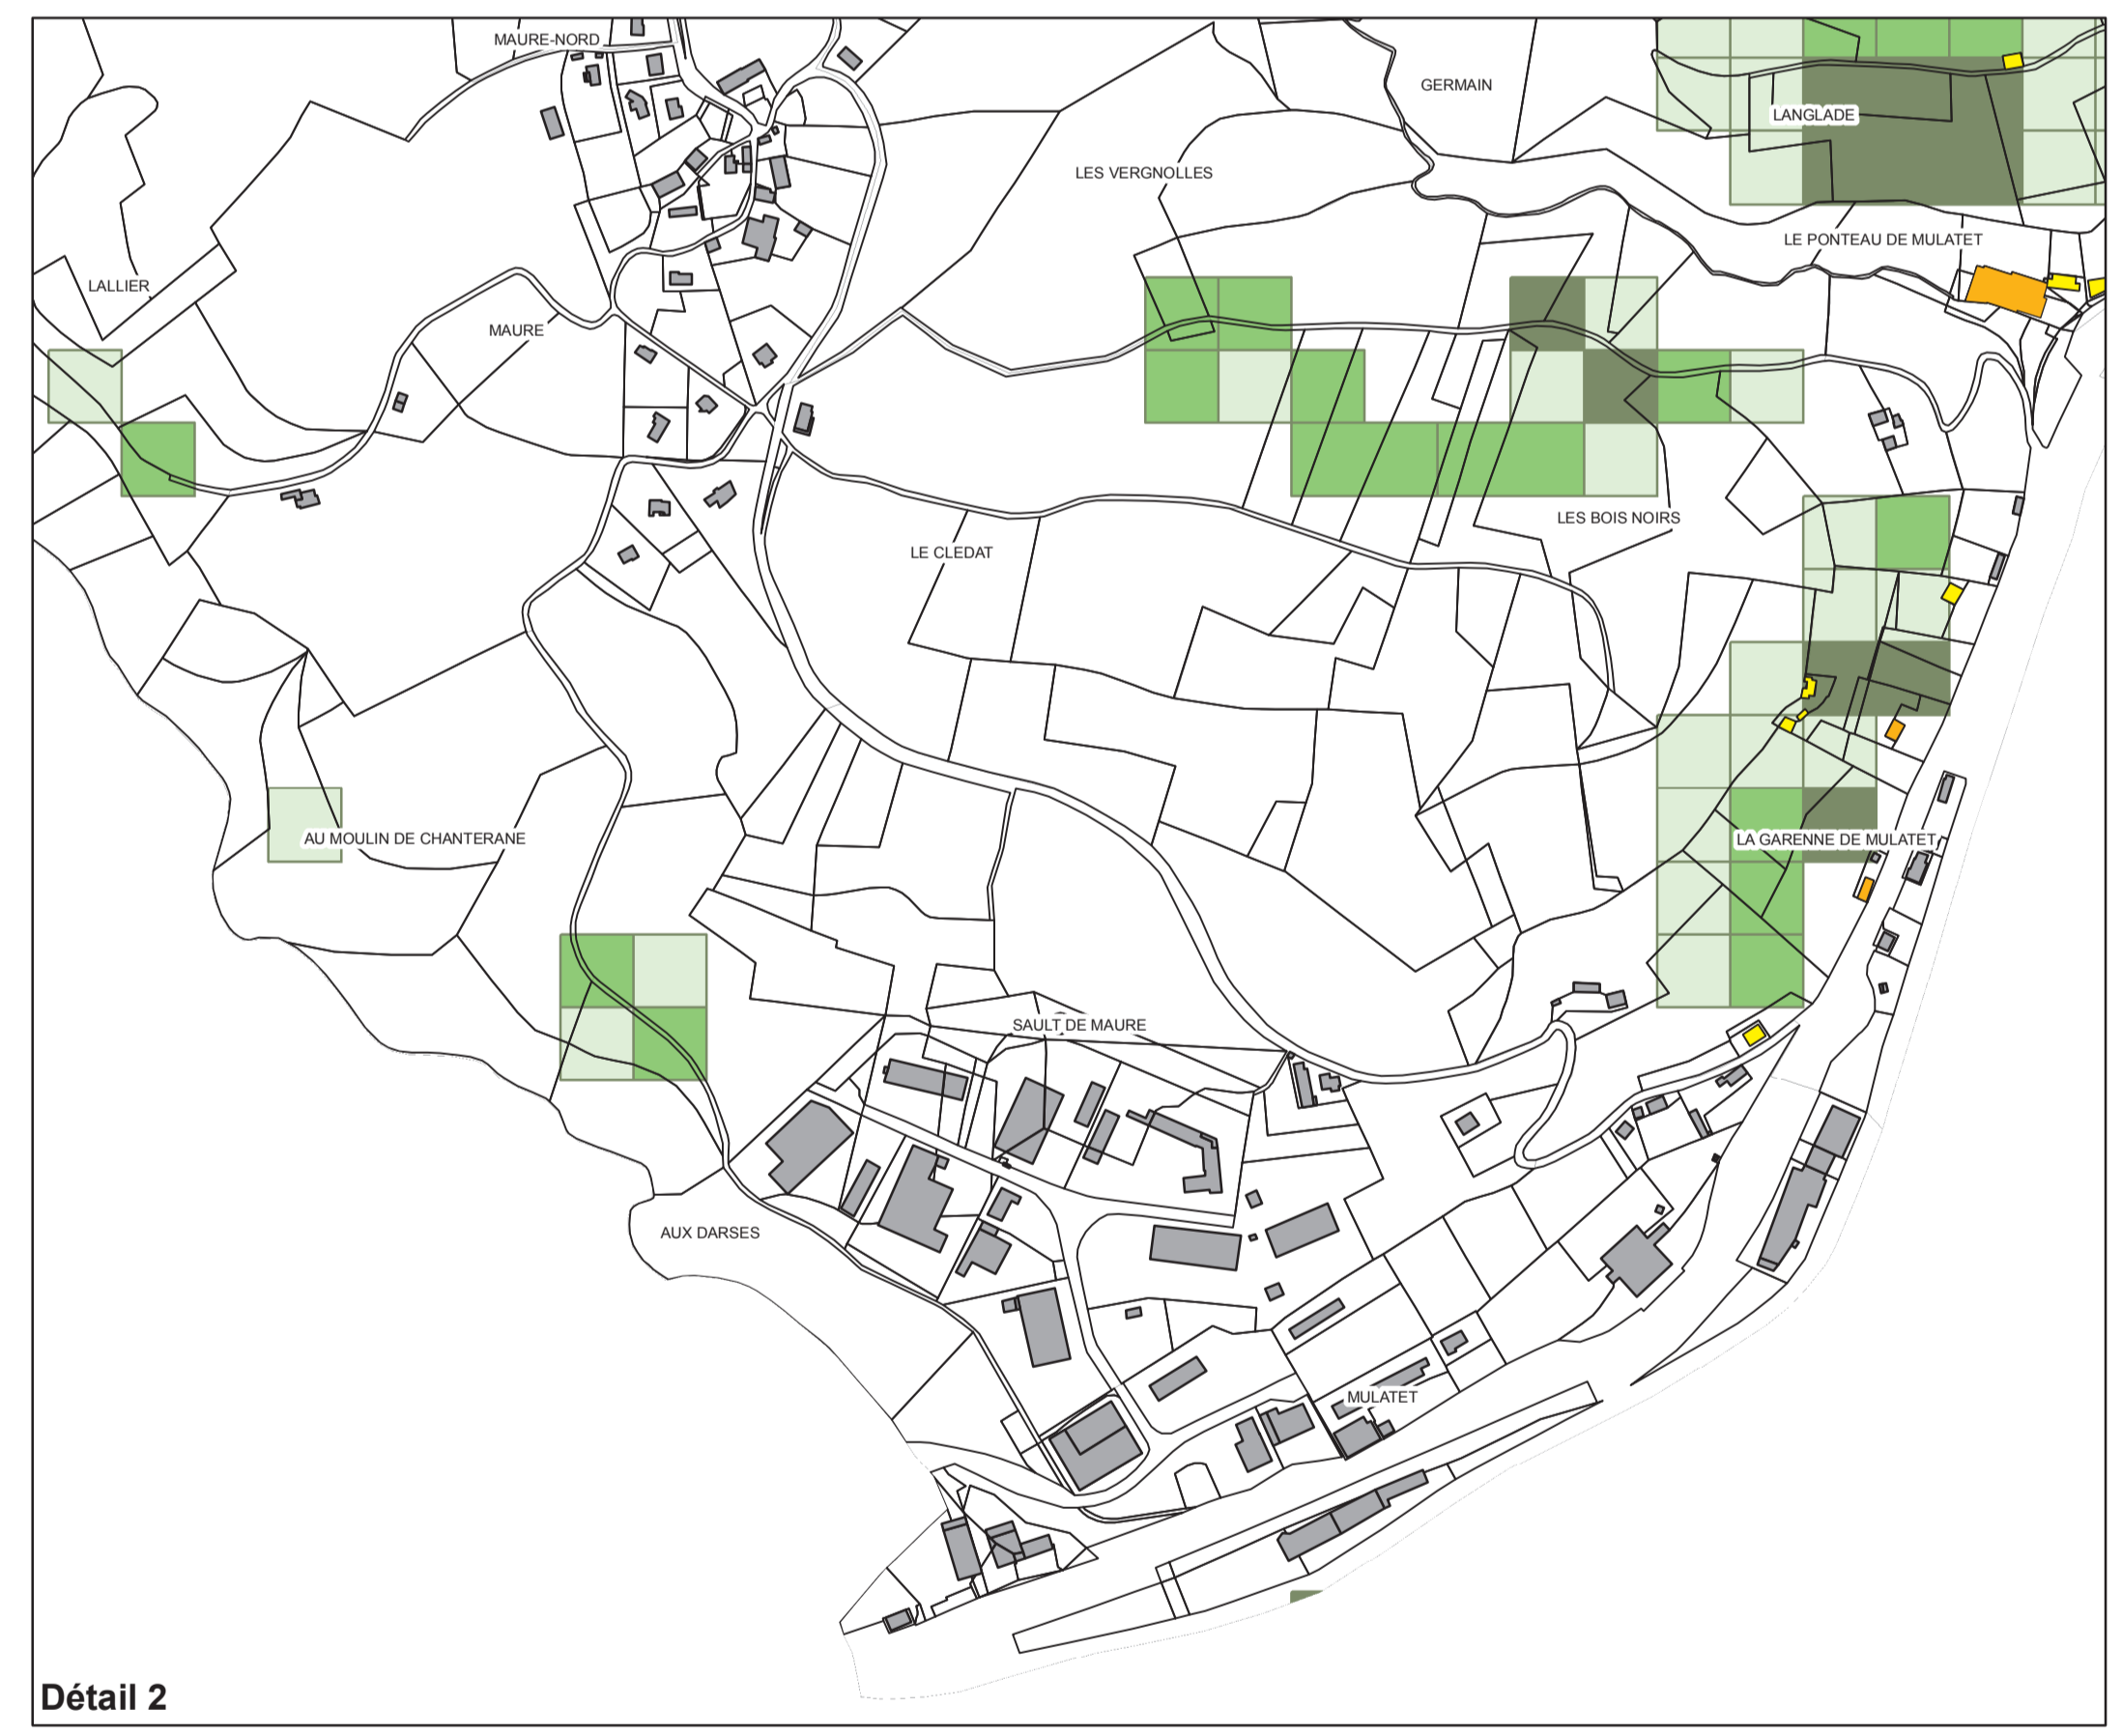 MAURE-NORD
GERMAIN
LANGLADE
LES VERGNOLLES
LE PONTEAU DE MULATET
LALLIER
MAURE
LES BOIS NOIRS
LE CLEDAT
AU MOULIN DE CHANTERANE
LA GARENNE DE MULATET
SAULT DE MAURE
AUX DARSES
MULATET
Détail 2